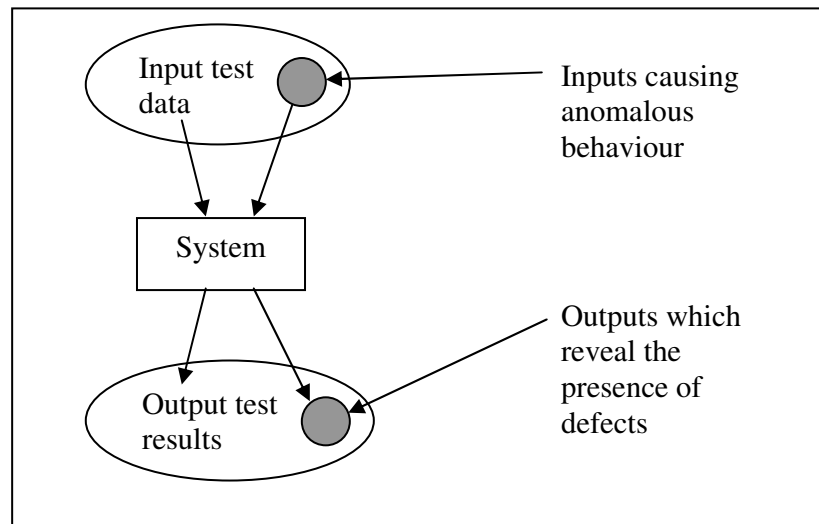 Input test
data
Inputs causing
anomalous
behaviour
System
Outputs which
reveal the
presence of
defects
Output test
results